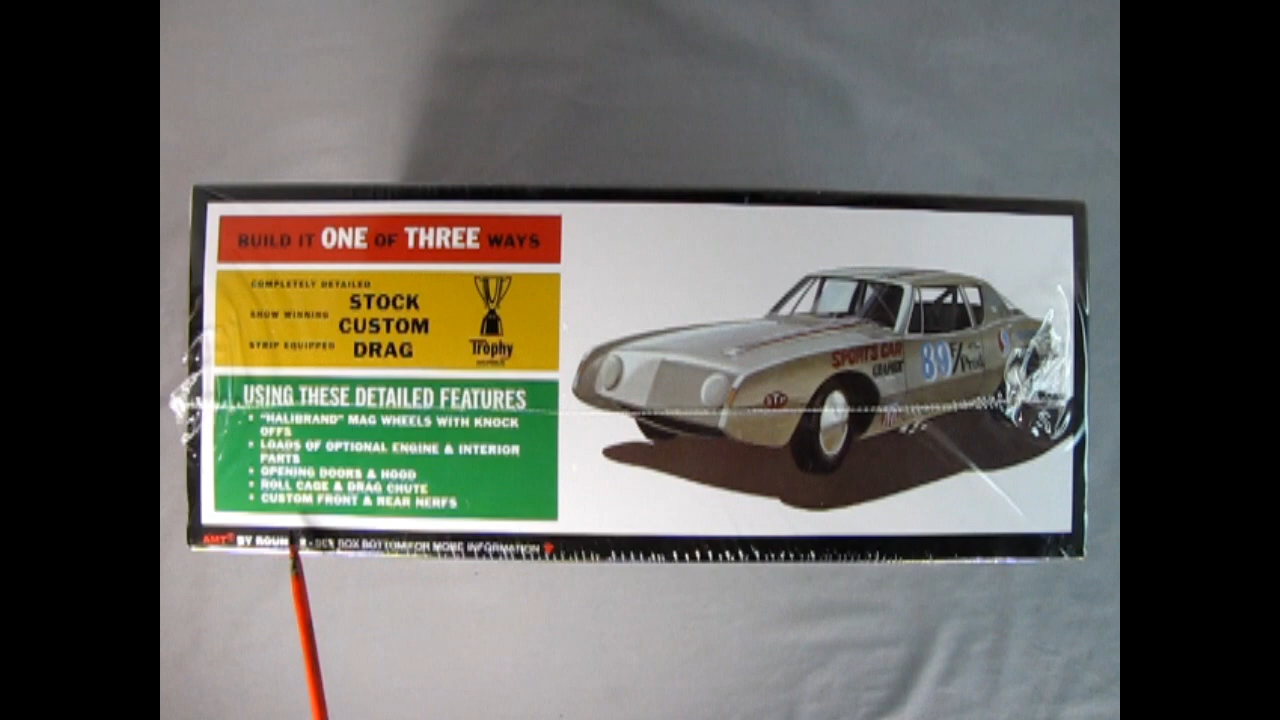 BUILD IT ONE OF THREE WAYS
COMPLETELY DETAILED
STOCK
SHOW WINNING
CUSTOM
STRIP EQUIPPED
DRAG
Trophy
USING THESE DETAILED FEATURES
• "HALIBRAND" MAG WHEELS WITH KNOCK
OFFS
• LOADS OF OPTIONAL ENGINE & INTERIOR
PARTS
• OPENING DOORS & HOOD
• ROLL CAGE & DRAG CHUTE
• CUSTOM FRONT & REAR NERFS
SPORTS CAR
89
STP
AMT® BY
SEE BOX BOTTOM FOR MORE INFORMATION